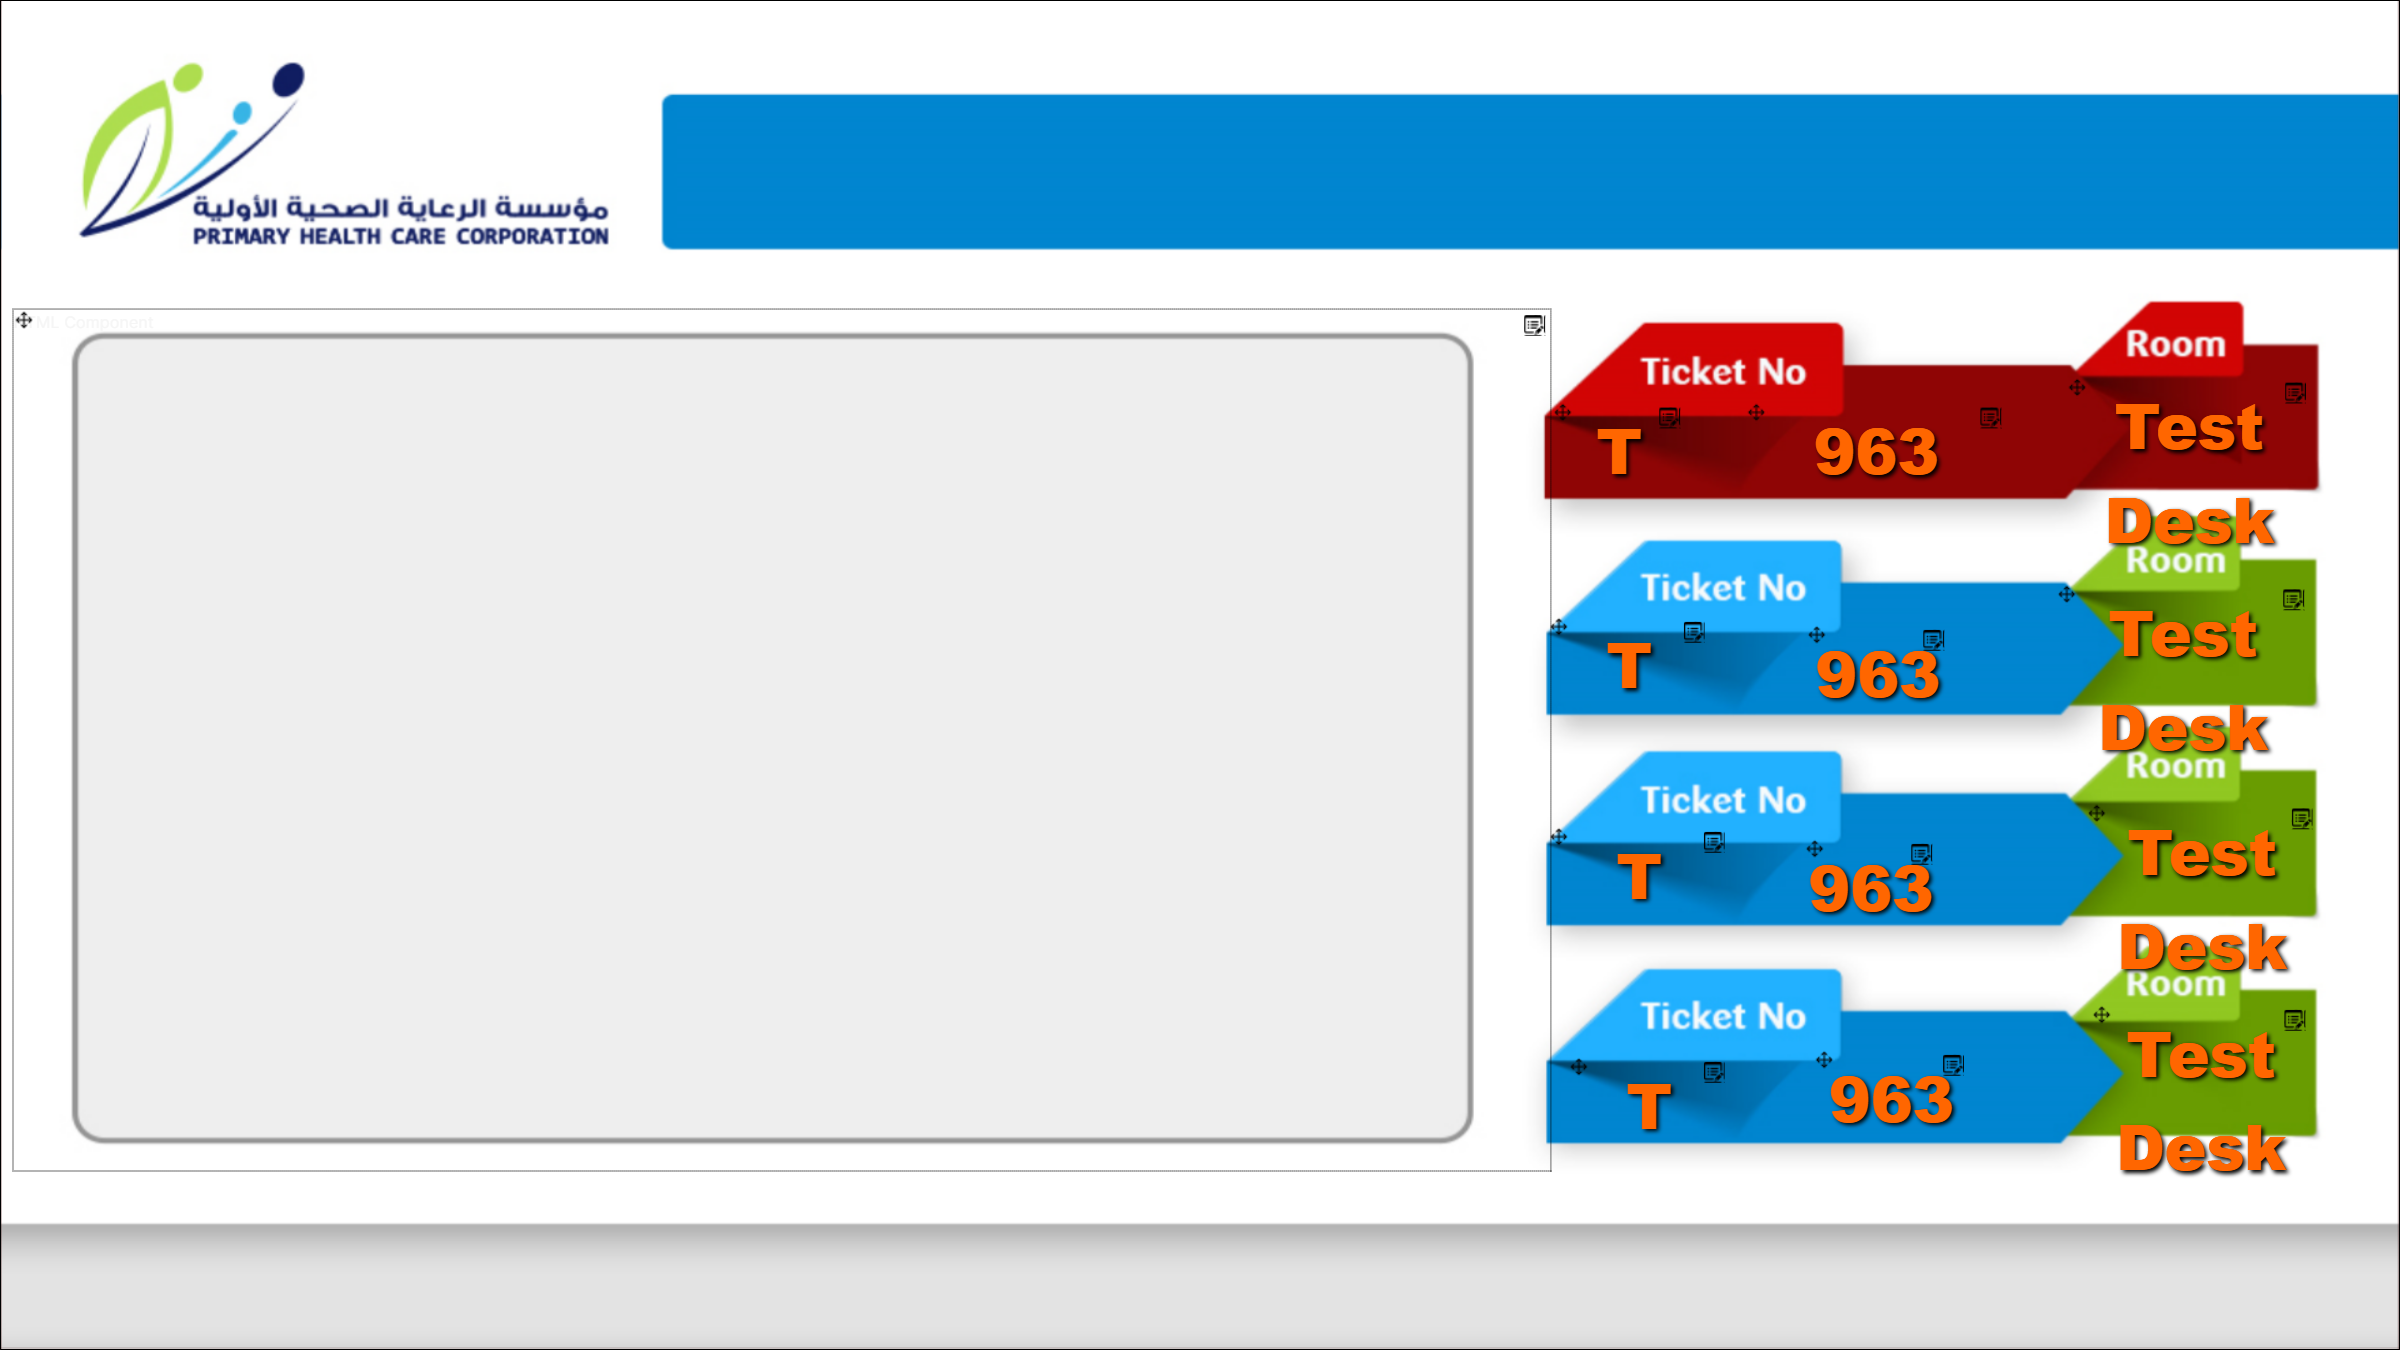 مؤسسة الرعاية الصحية الأولية
PRIMARY HEALTH CARE CORPORATION
ML Component
Ticket No
Room
T
963
Test
Desk
Ticket No
Room
T
963
Test
Desk
Ticket No
Room
T
963
Test
Desk
Ticket No
Room
T
963
Test
Desk